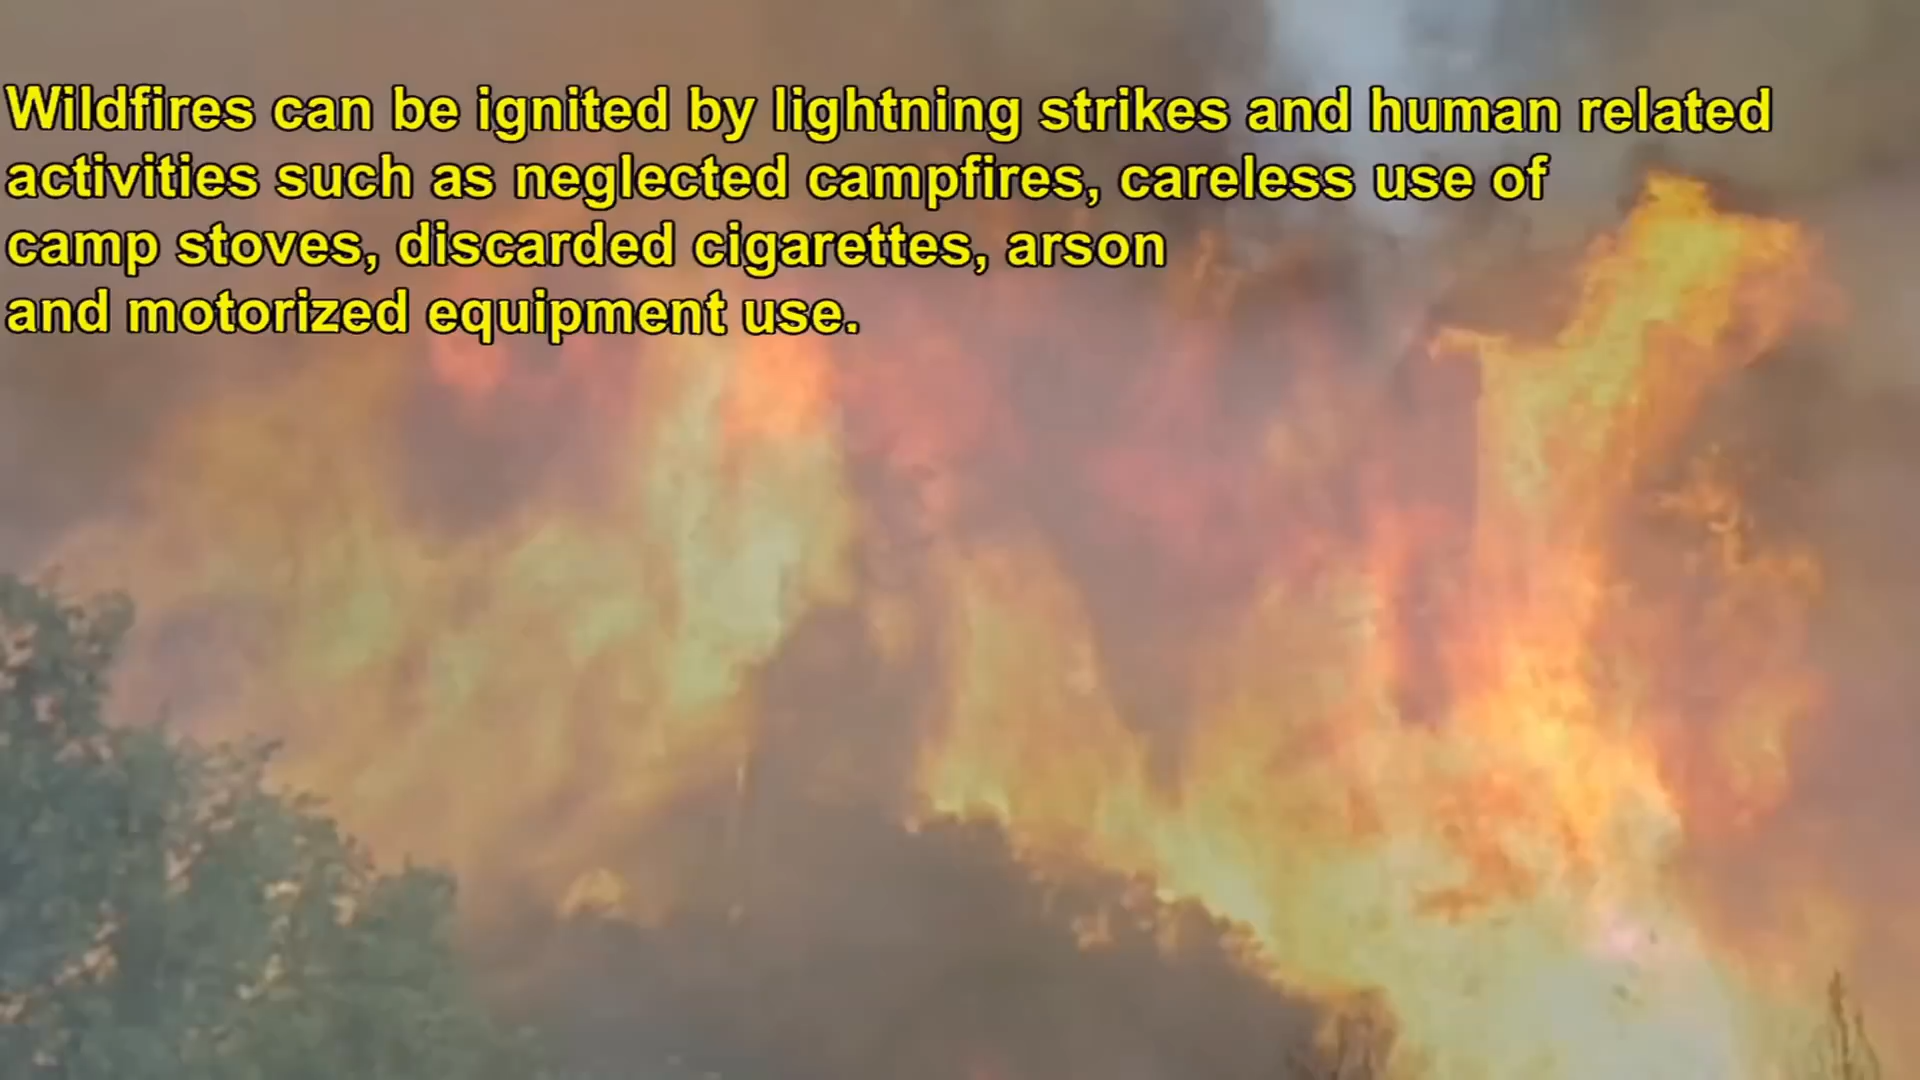 Wildfires can be ignited by lightning strikes and human related
activities such as neglected campfires, careless use of
camp stoves, discarded cigarettes, arson
and motorized equipment use.